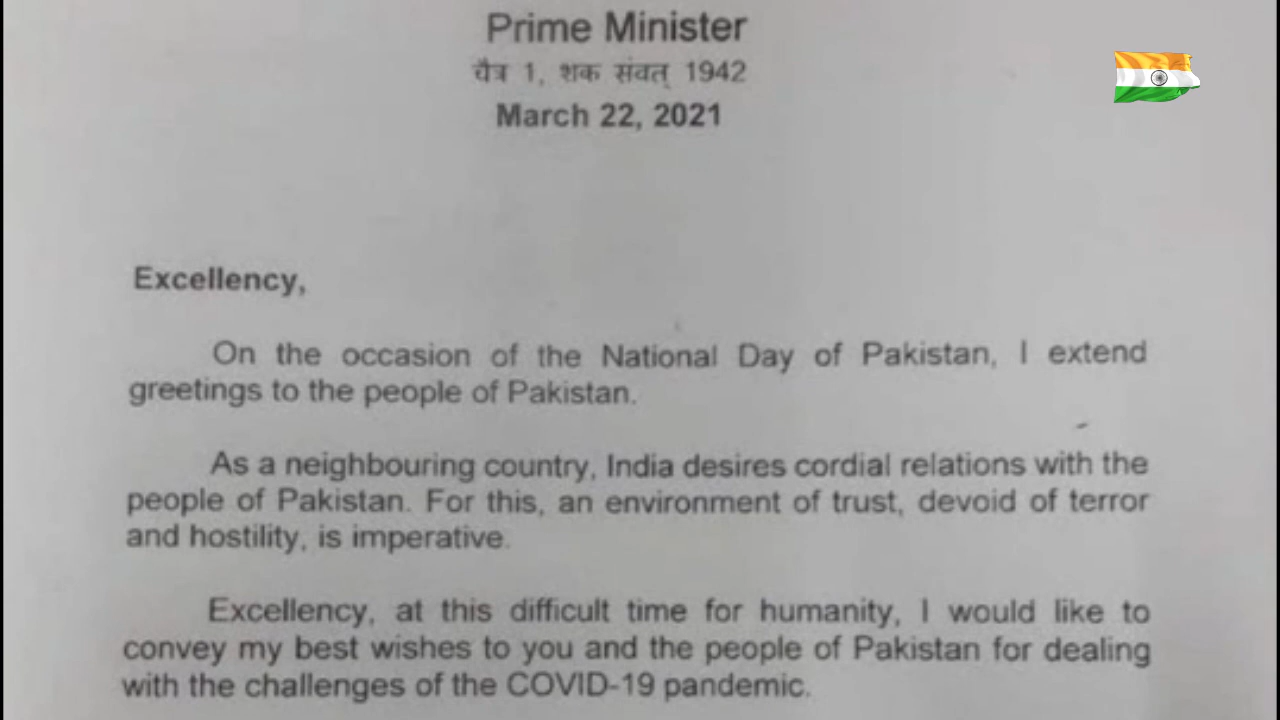 Prime Minister
चैत्र 1, शक संवत् 1942
March 22, 2021
Excellency,
On the occasion of the National Day of Pakistan, I extend
greetings to the people of Pakistan.
As a neighbouring country, India desires cordial relations with the
people of Pakistan. For this, an environment of trust, devoid of terror
and hostility, is imperative.
Excellency, at this difficult time for humanity, I would like to
convey my best wishes to you and the people of Pakistan for dealing
with the challenges of the COVID-19 pandemic.